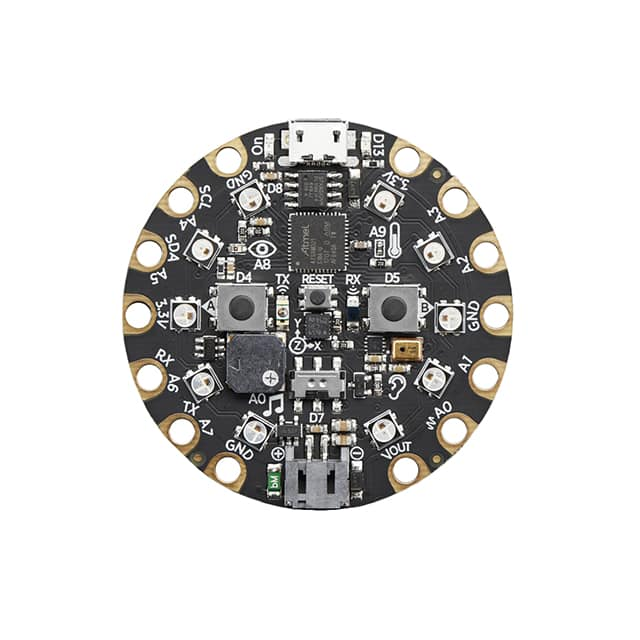 On
D13
GND
D8
3.3V
SCL A4
A3
Atmel
A9
SDA A5
A8
A2
D4
TX
RESET
RX
D5
3.3V
A
B
GND
Y
Z
X
RX A6
A1
A0
TX A7
D7
A0
GND
+
-
VOUT